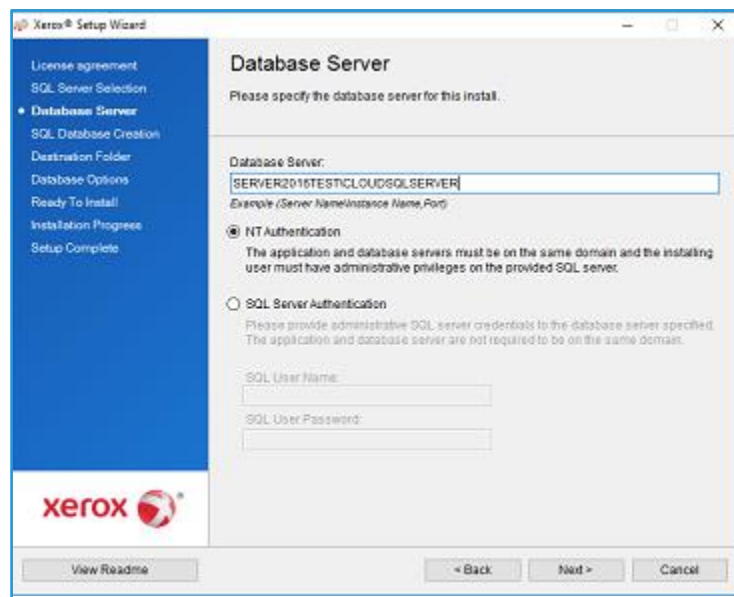 Xerox® Setup Wizard
License agreement
SQL Server Selection
Database Server
SQL Database Creation
Destination Folder
Database Options
Ready To Install
Installation Progress
Setup Complete
Database Server
Please specify the database server for this install.
Database Server:
SERVER2016TEST\CLOUDSQLSERVER
Example (Server Name\Instance Name,Port)
NT Authentication
The application and database servers must be on the same domain and the installing
user must have administrative privileges on the provided SQL server.
SQL Server Authentication
Please provide administrative SQL server credentials to the database server specified.
The application and database server are not required to be on the same domain.
SQL User Name:
SQL User Password:
xerox
View Readme
< Back
Next >
Cancel